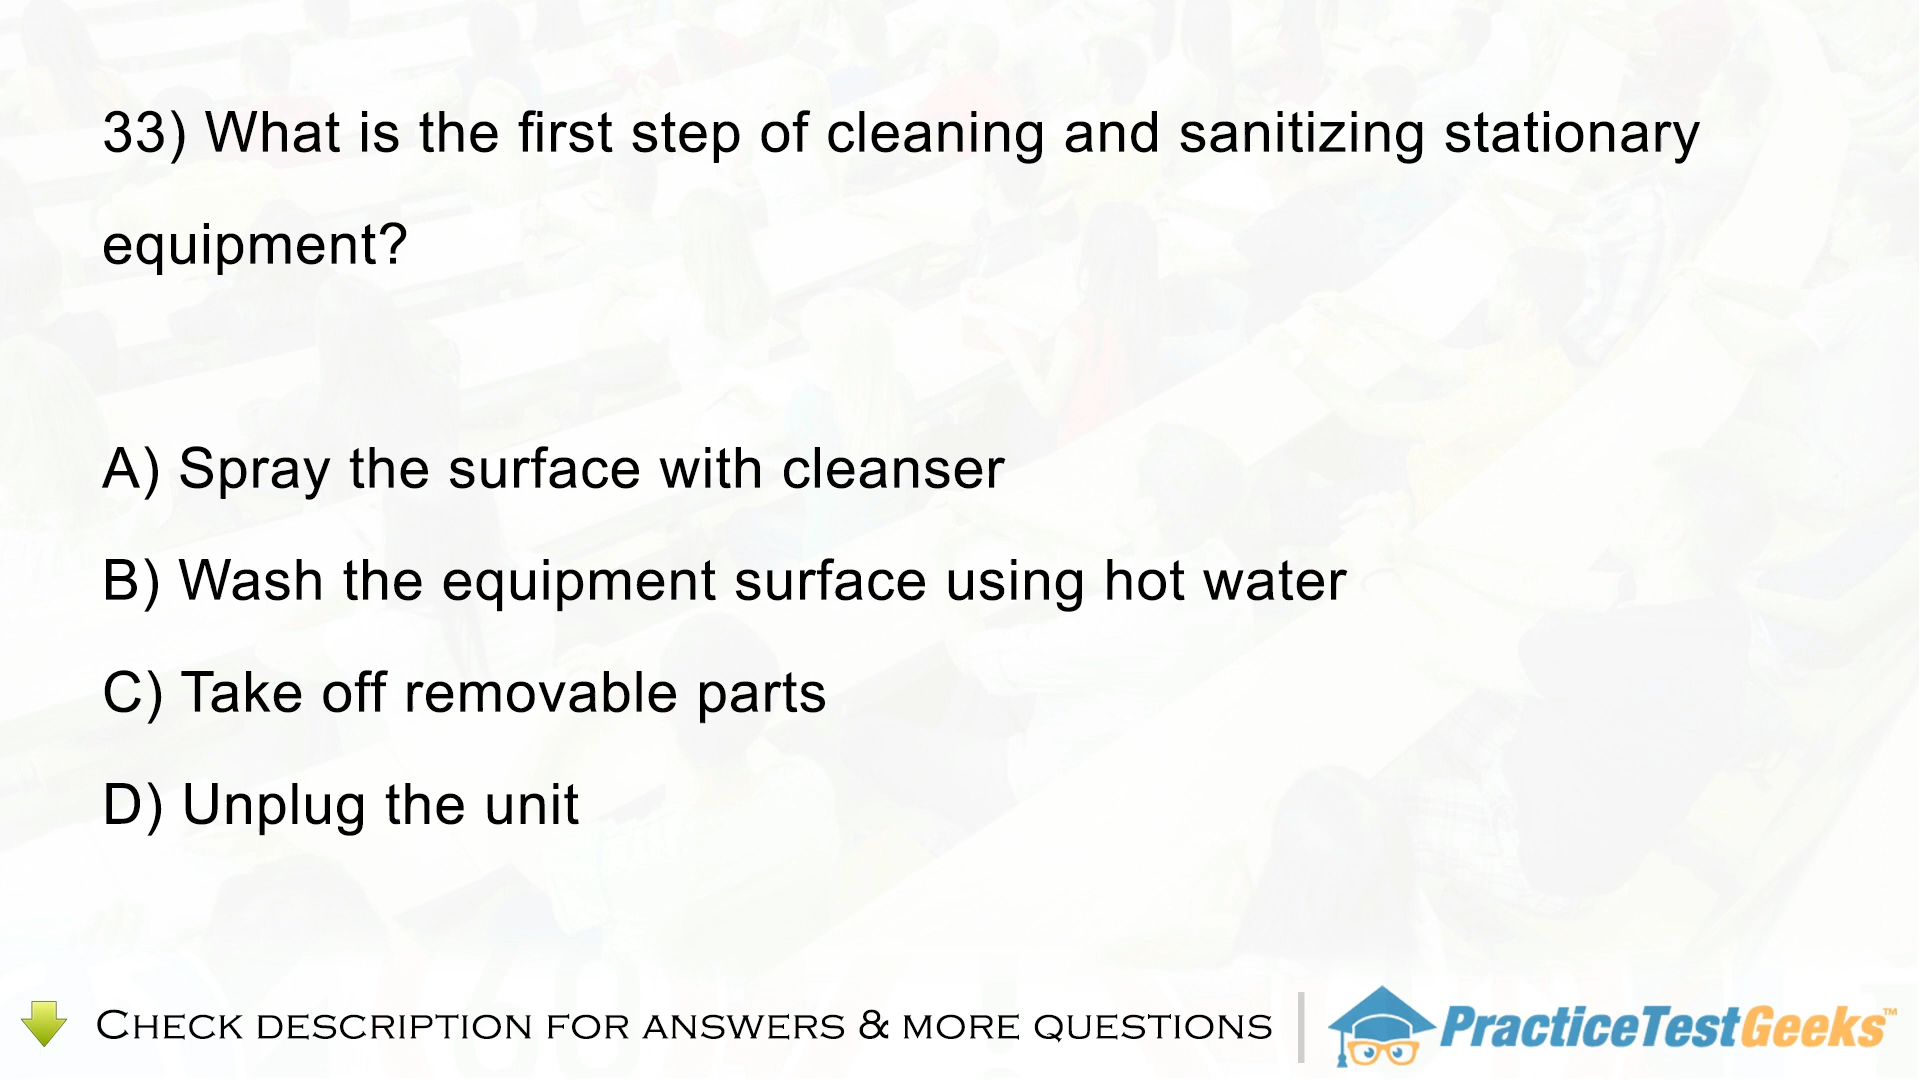 33) What is the first step of cleaning and sanitizing stationary
equipment?
A) Spray the surface with cleanser
B) Wash the equipment surface using hot water
C) Take off removable parts
D) Unplug the unit
Check description for answers & more questions
PracticeTestGeeks™